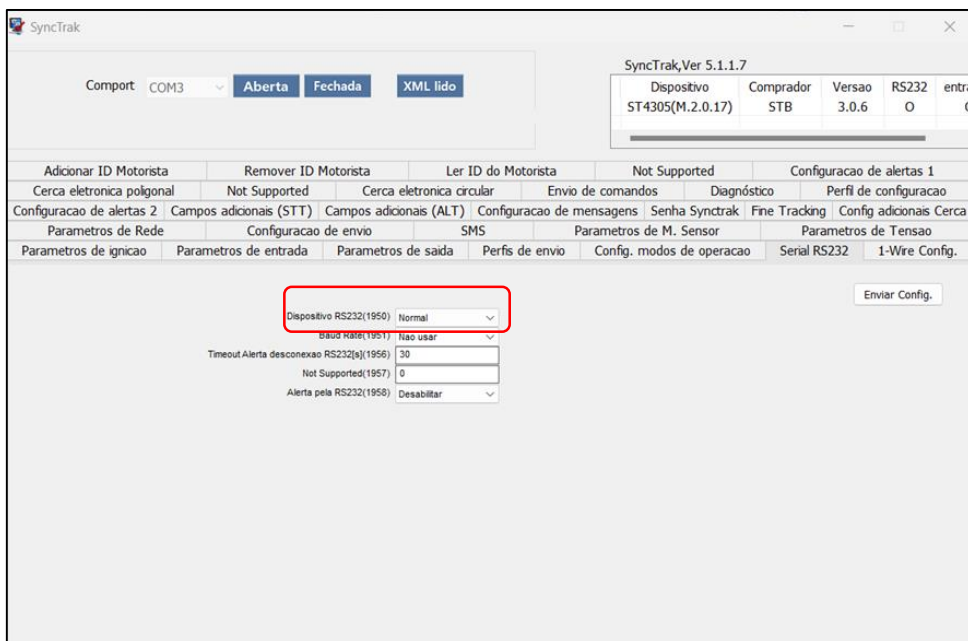 SyncTrak
SyncTrak,Ver 5.1.1.7
Comport COM3 Aberta Fechada XML lido
Dispositivo Comprador Versao RS232
ST4305(M.2.0.17) STB 3.0.6 O
Adicionar ID Motorista Remover ID Motorista Ler ID do Motorista Not Supported Configuracao de alertas 1
Cerca eletronica poligonal Not Supported Cerca eletronica circular Envio de comandos Diagnóstico Perfil de configuracao
Configuracao de alertas 2 Campos adicionais (STT) Campos adicionais (ALT) Configuracao de mensagens Senha Synctrak Fine Tracking Config adicionais Cerca
Parametros de Rede Configuracao de envio SMS Parametros de M. Sensor Parametros de Tensao
Parametros de ignicao Parametros de entrada Parametros de saida Perfis de envio Config. modos de operacao Serial RS232 1-Wire Config.
Enviar Config.
Dispositivo RS232(1950) Normal
Baud Rate(1951) Nao usar
Timeout Alerta desconexao RS232[s](1956) 30
Not Supported(1957) 0
Alerta pela RS232(1958) Desabilitar